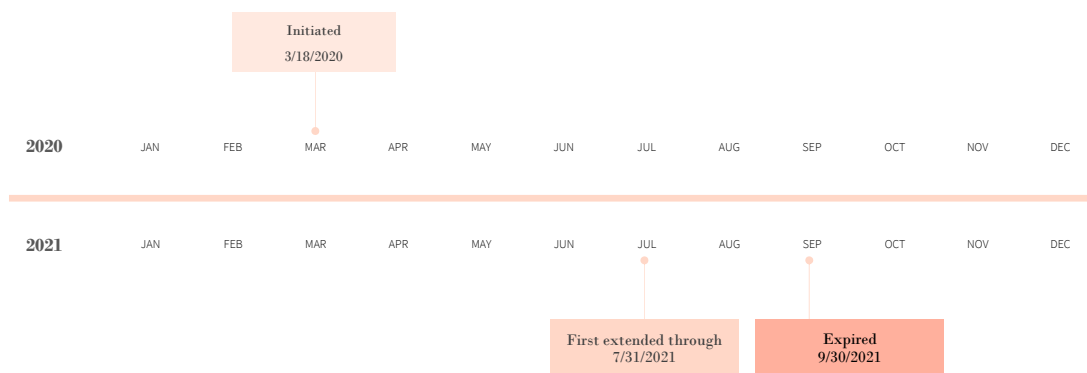 Initiated
3/18/2020
2020 JAN FEB MAR APR MAY JUN JUL AUG SEP OCT NOV DEC
2021 JAN FEB MAR APR MAY JUN JUL AUG SEP OCT NOV DEC
First extended through
7/31/2021
Expired
9/30/2021